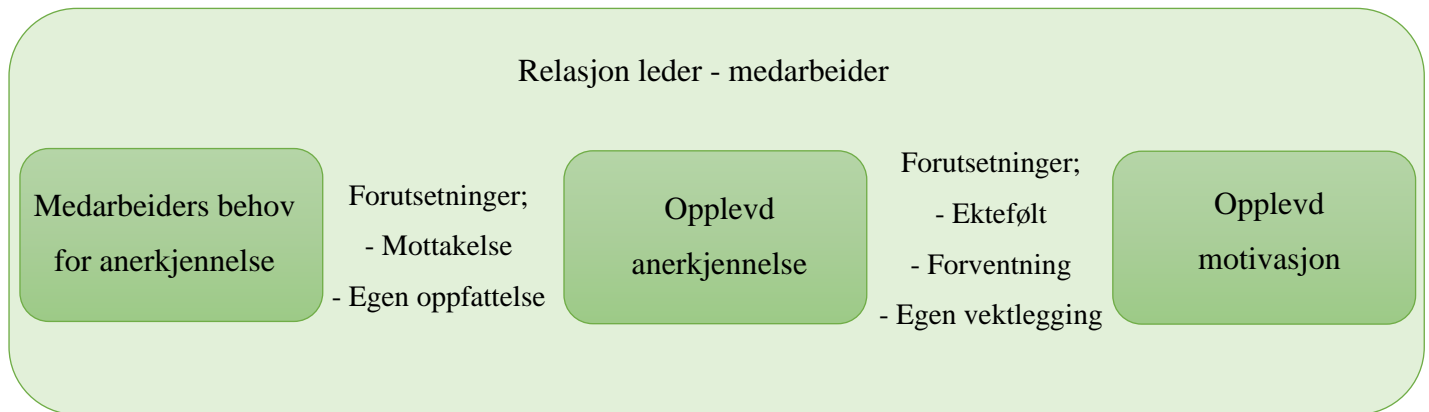 Relasjon leder - medarbeider
Medarbeiders behov
for anerkjennelse
Forutsetninger;
- Mottakelse
- Egen oppfattelse
Opplevd
anerkjennelse
Forutsetninger;
- Ektefølt
- Forventning
- Egen vektlegging
Opplevd
motivasjon